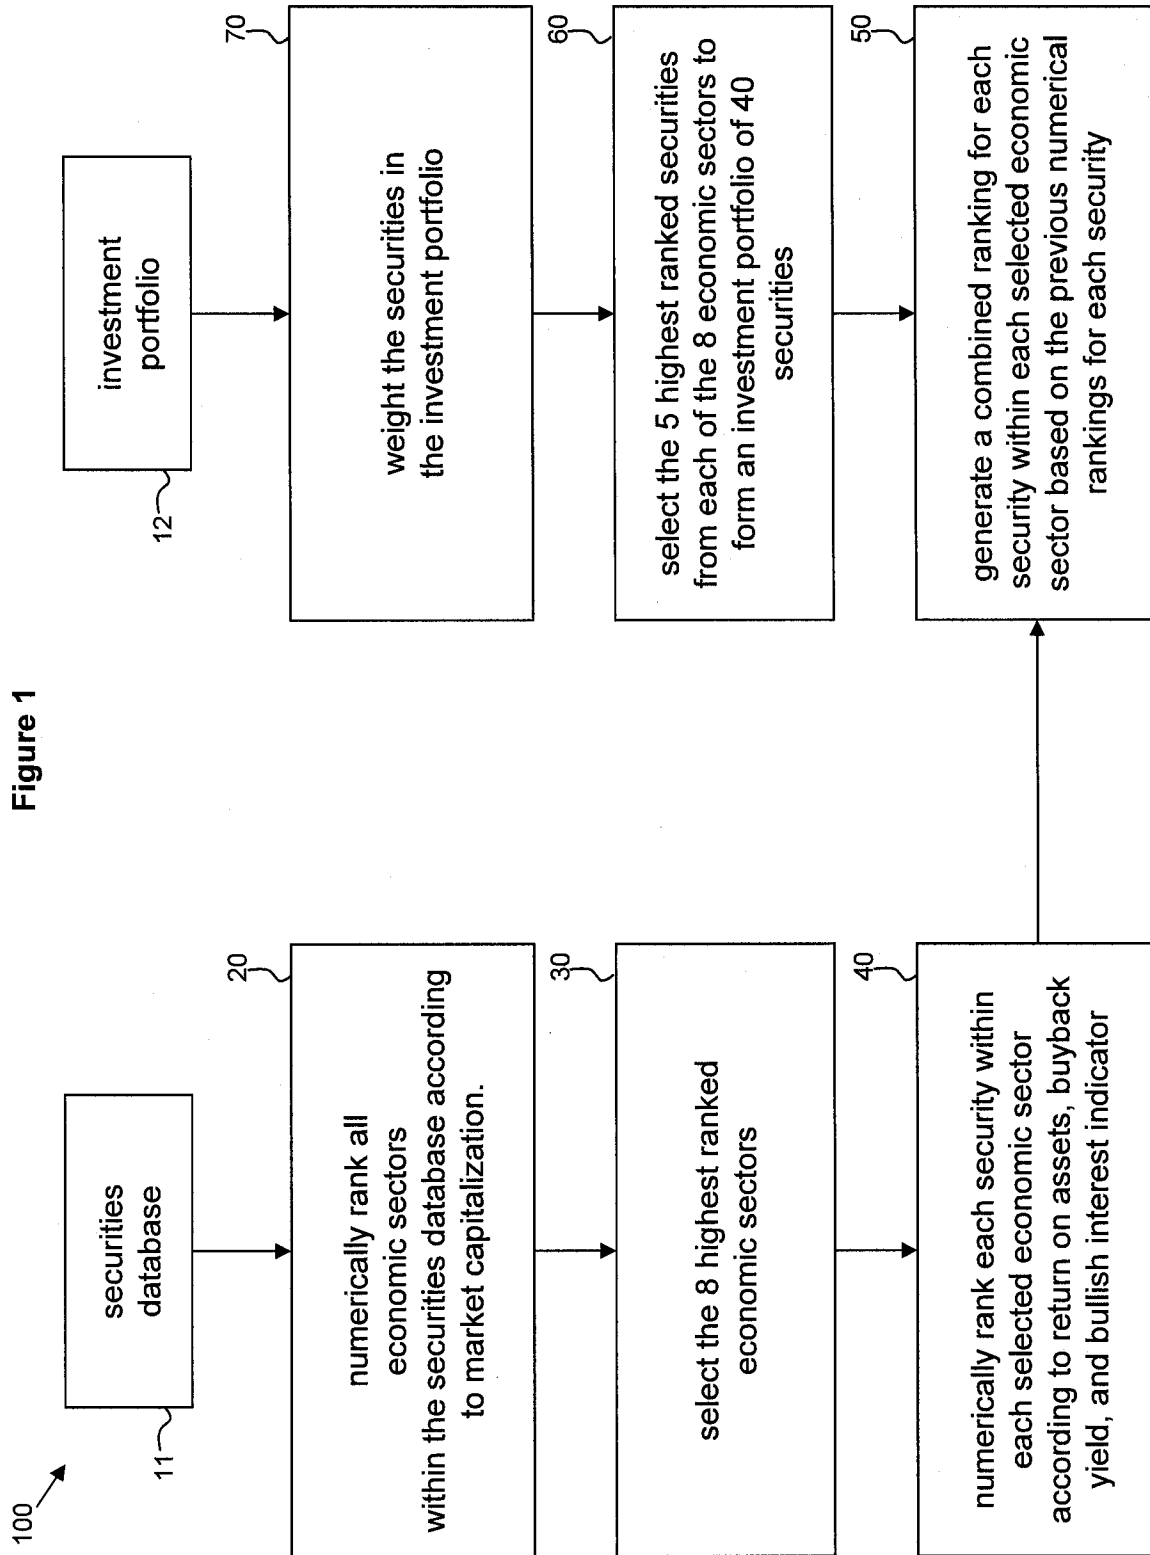 Figure 1
100
11
securities
database
20
numerically rank all
economic sectors
within the securities database according
to market capitalization.
30
select the 8 highest ranked
economic sectors
40
numerically rank each security within
each selected economic sector
according to return on assets, buyback
yield, and bullish interest indicator
12
investment
portfolio
70
weight the securities in
the investment portfolio
60
select the 5 highest ranked securities
from each of the 8 economic sectors to
form an investment portfolio of 40
securities
50
generate a combined ranking for each
security within each selected economic
sector based on the previous numerical
rankings for each security